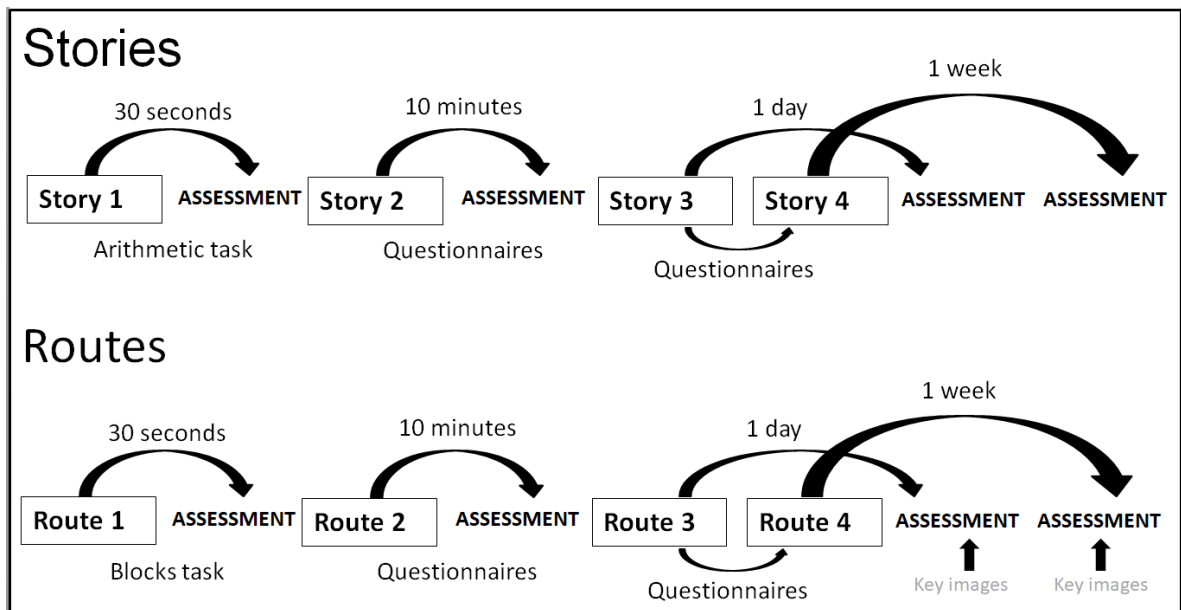 Stories
1 week
30 seconds
10 minutes
1 day
Story 1
ASSESSMENT
Story 2
ASSESSMENT
Story 3
Story 4
ASSESSMENT
ASSESSMENT
Arithmetic task
Questionnaires
Questionnaires
Routes
1 week
30 seconds
10 minutes
1 day
Route 1
ASSESSMENT
Route 2
ASSESSMENT
Route 3
Route 4
ASSESSMENT
ASSESSMENT
Blocks task
Questionnaires
Questionnaires
Key images
Key images